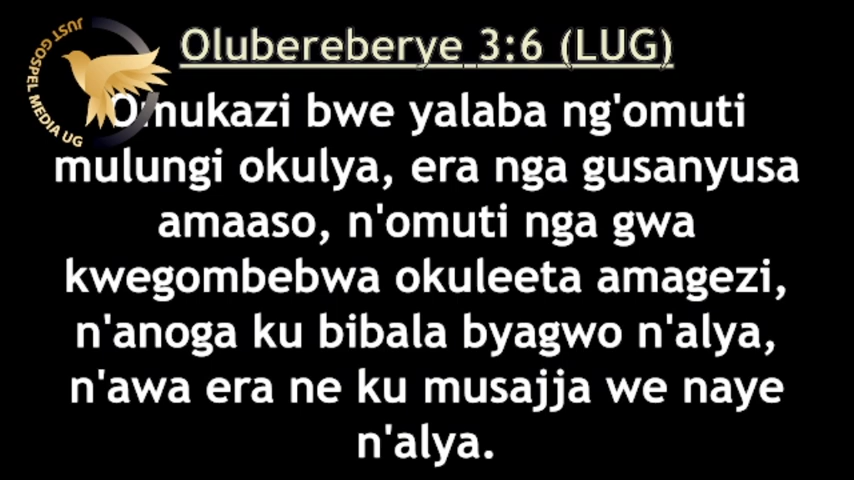 JUST GOSPEL MEDIA UG
Olubereberye 3:6 (LUG)
Omukazi bwe yalaba ng'omuti
mulungi okulya, era nga gusanyusa
amaaso, n'omuti nga gwa
kwegombebwa okuleeta amagezi,
n'anoga ku bibala byagwo n'alya,
n'awa era ne ku musajja we naye
n'alya.